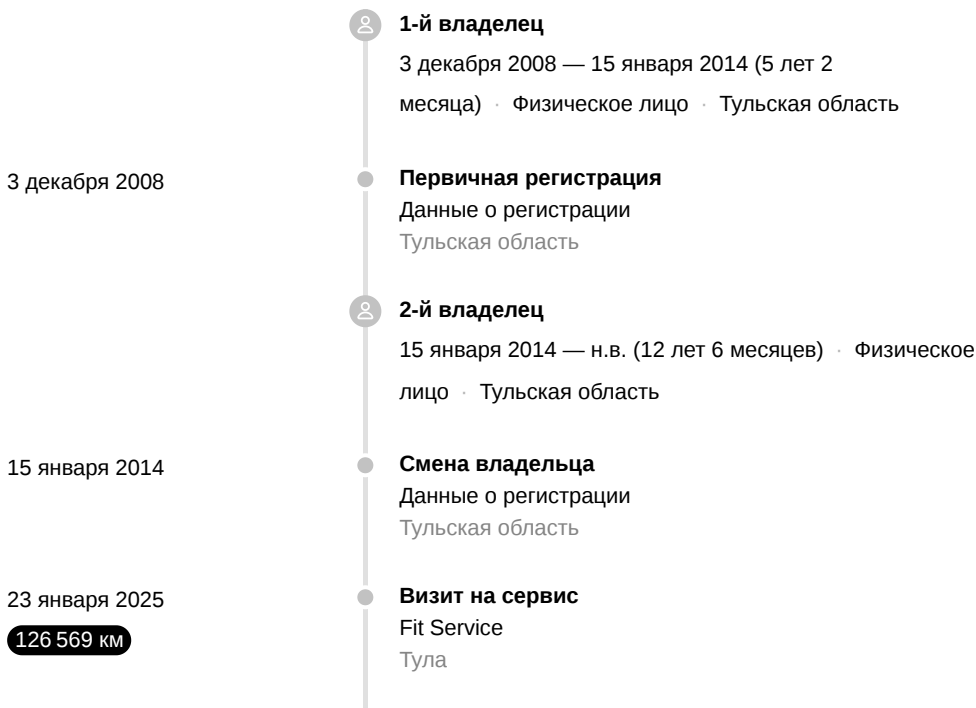 1-й владелец
3 декабря 2008 — 15 января 2014 (5 лет 2
месяца) · Физическое лицо · Тульская область
3 декабря 2008
Первичная регистрация
Данные о регистрации
Тульская область
2-й владелец
15 января 2014 — н.в. (12 лет 6 месяцев) · Физическое
лицо · Тульская область
15 января 2014
Смена владельца
Данные о регистрации
Тульская область
23 января 2025
126 569 км
Визит на сервис
Fit Service
Тула